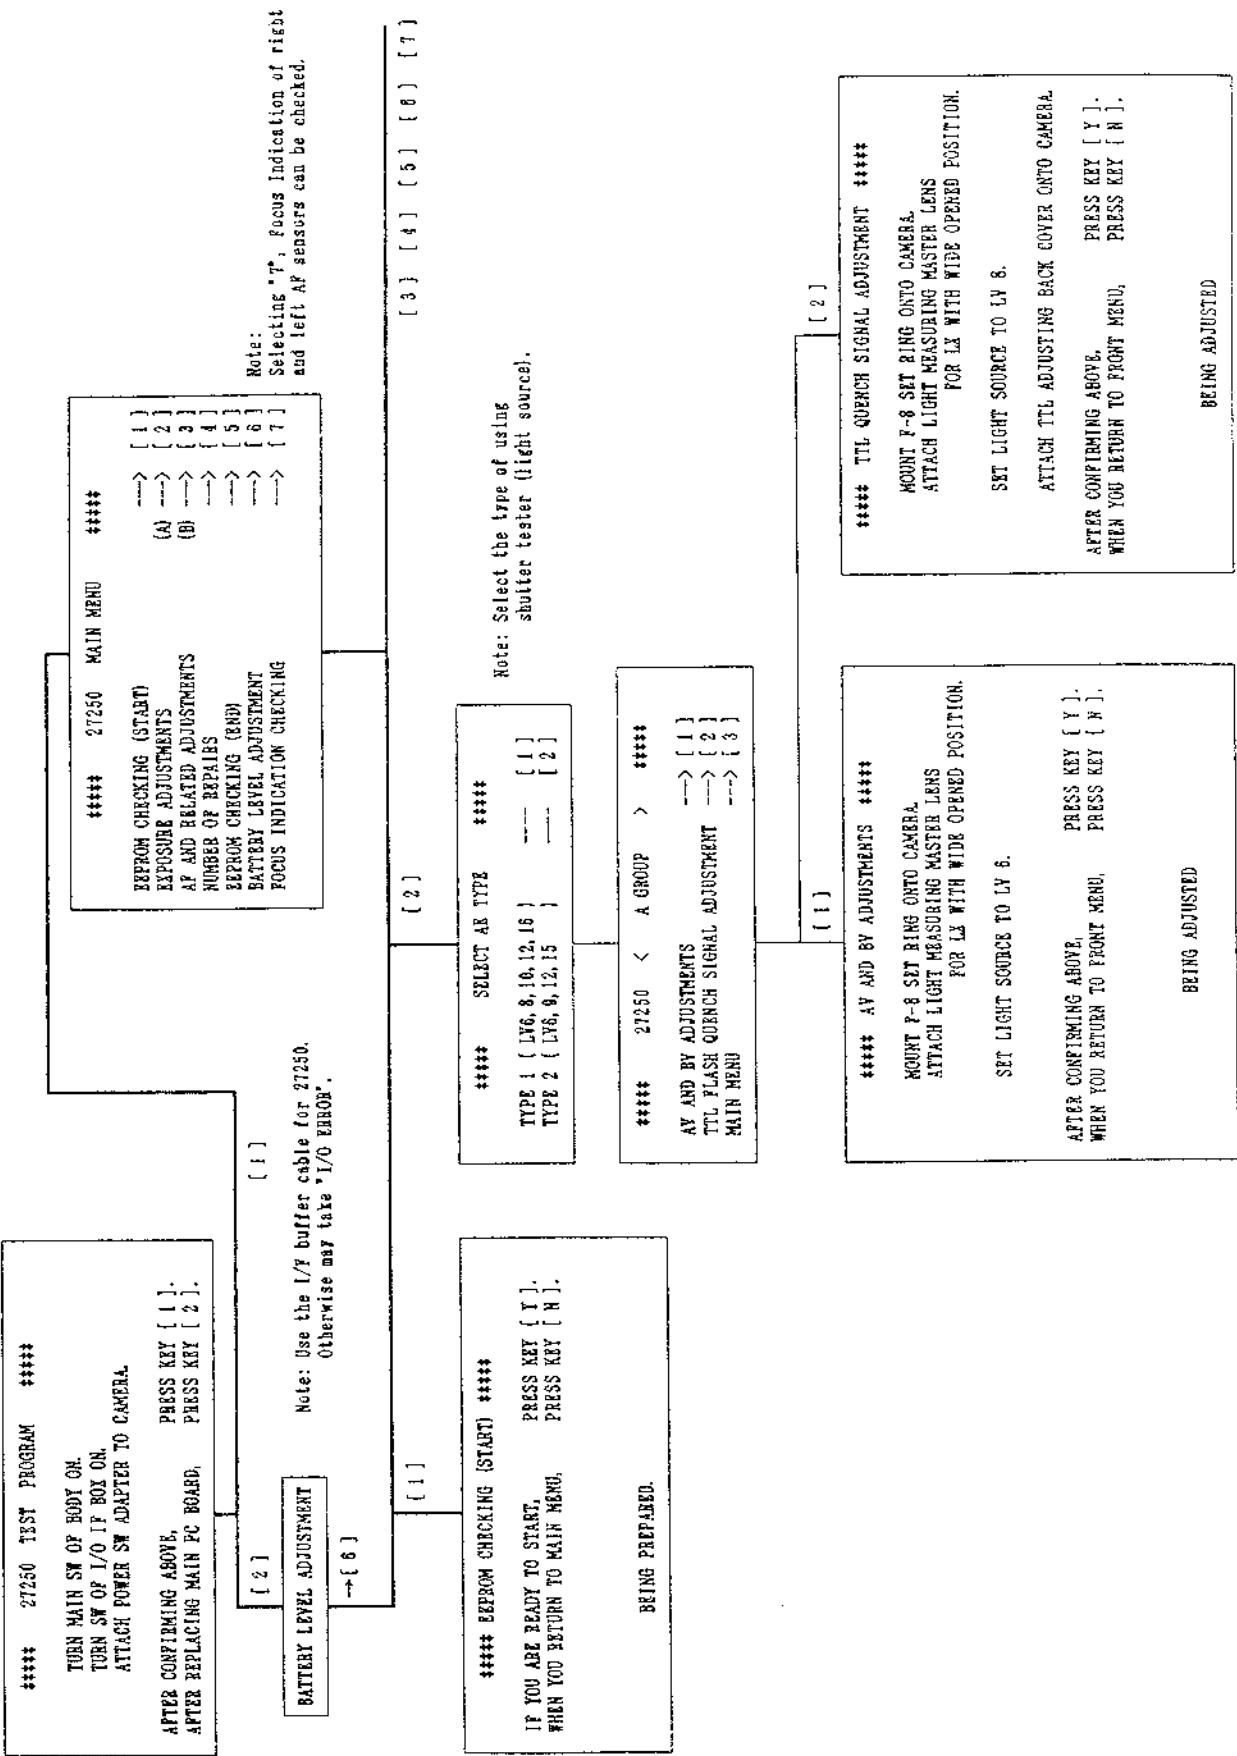 *****   27250 TEST PROGRAM   *****
TURN MAIN SW OF BODY ON.
TURN SW OF I/O IF BOX ON.
ATTACH POWER SW ADAPTER TO CAMERA.
AFTER CONFIRMING ABOVE,   PRESS KEY [ 1 ].
AFTER REPLACING MAIN PC BOARD,   PRESS KEY [ 2 ].
[ 2 ]
[ 1 ]
BATTERY LEVEL ADJUSTMENT
→[ 6 ]
Note: Use the I/F buffer cable for 27250.
Otherwise may take "I/O ERROR".
*****   27250   MAIN MENU   *****
EEPROM CHECKING (START)   ---> [ 1 ]
EXPOSURE ADJUSTMENTS   (A) ---> [ 2 ]
AF AND RELATED ADJUSTMENTS   (B) ---> [ 3 ]
NUMBER OF REPAIRS   ---> [ 4 ]
EEPROM CHECKING (END)   ---> [ 5 ]
BATTERY LEVEL ADJUSTMENT   ---> [ 6 ]
FOCUS INDICATION CHECKING   ---> [ 7 ]
Note:
Selecting "7", Focus Indication of right
and left AF sensors can be checked.
[ 1 ]
[ 2 ]
[ 3 ] [ 4 ] [ 5 ] [ 6 ] [ 7 ]
***** EEPROM CHECKING (START) *****
IF YOU ARE READY TO START,   PRESS KEY [ Y ].
WHEN YOU RETURN TO MAIN MENU,   PRESS KEY [ N ].
BEING PREPARED.
*****   SELECT AE TYPE   *****
TYPE 1 ( LV6, 8, 10, 12, 16 )   ---- [ 1 ]
TYPE 2 ( LV6, 9, 12, 15 )   ---- [ 2 ]
Note: Select the type of using
shutter tester (light source).
*****   27250 < A GROUP >   *****
AV AND BV ADJUSTMENTS   ---> [ 1 ]
TTL FLASH QUENCH SIGNAL ADJUSTMENT   ---> [ 2 ]
MAIN MENU   ---> [ 3 ]
[ 1 ]
[ 2 ]
***** AV AND BV ADJUSTMENTS *****
MOUNT F-8 SET RING ONTO CAMERA.
ATTACH LIGHT MEASURING MASTER LENS
FOR LX WITH WIDE OPENED POSITION.
SET LIGHT SOURCE TO LV 6.
AFTER CONFIRMING ABOVE,   PRESS KEY [ Y ].
WHEN YOU RETURN TO FRONT MENU,   PRESS KEY [ N ].
BEING ADJUSTED
***** TTL QUENCH SIGNAL ADJUSTMENT *****
MOUNT F-8 SET RING ONTO CAMERA.
ATTACH LIGHT MEASURING MASTER LENS
FOR LX WITH WIDE OPENED POSITION.
SET LIGHT SOURCE TO LV 8.
ATTACH TTL ADJUSTING BACK COVER ONTO CAMERA.
AFTER CONFIRMING ABOVE,   PRESS KEY [ Y ].
WHEN YOU RETURN TO FRONT MENU,   PRESS KEY [ N ].
BEING ADJUSTED